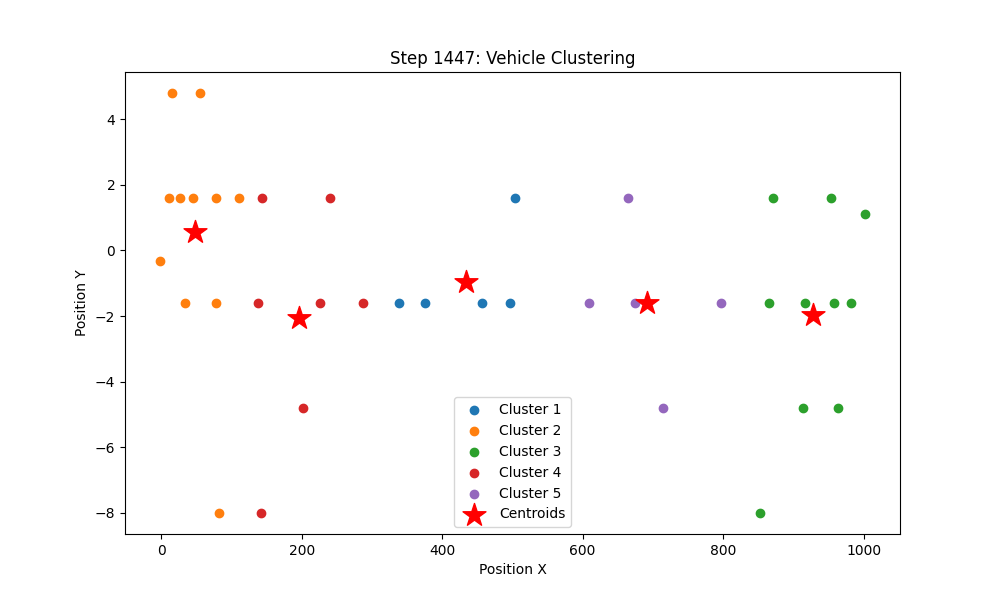 Step 1447: Vehicle Clustering
Position Y
4
2
0
−2
−4
−6
−8
Cluster 1
Cluster 2
Cluster 3
Cluster 4
Cluster 5
Centroids
0 200 400 600 800 1000
Position X